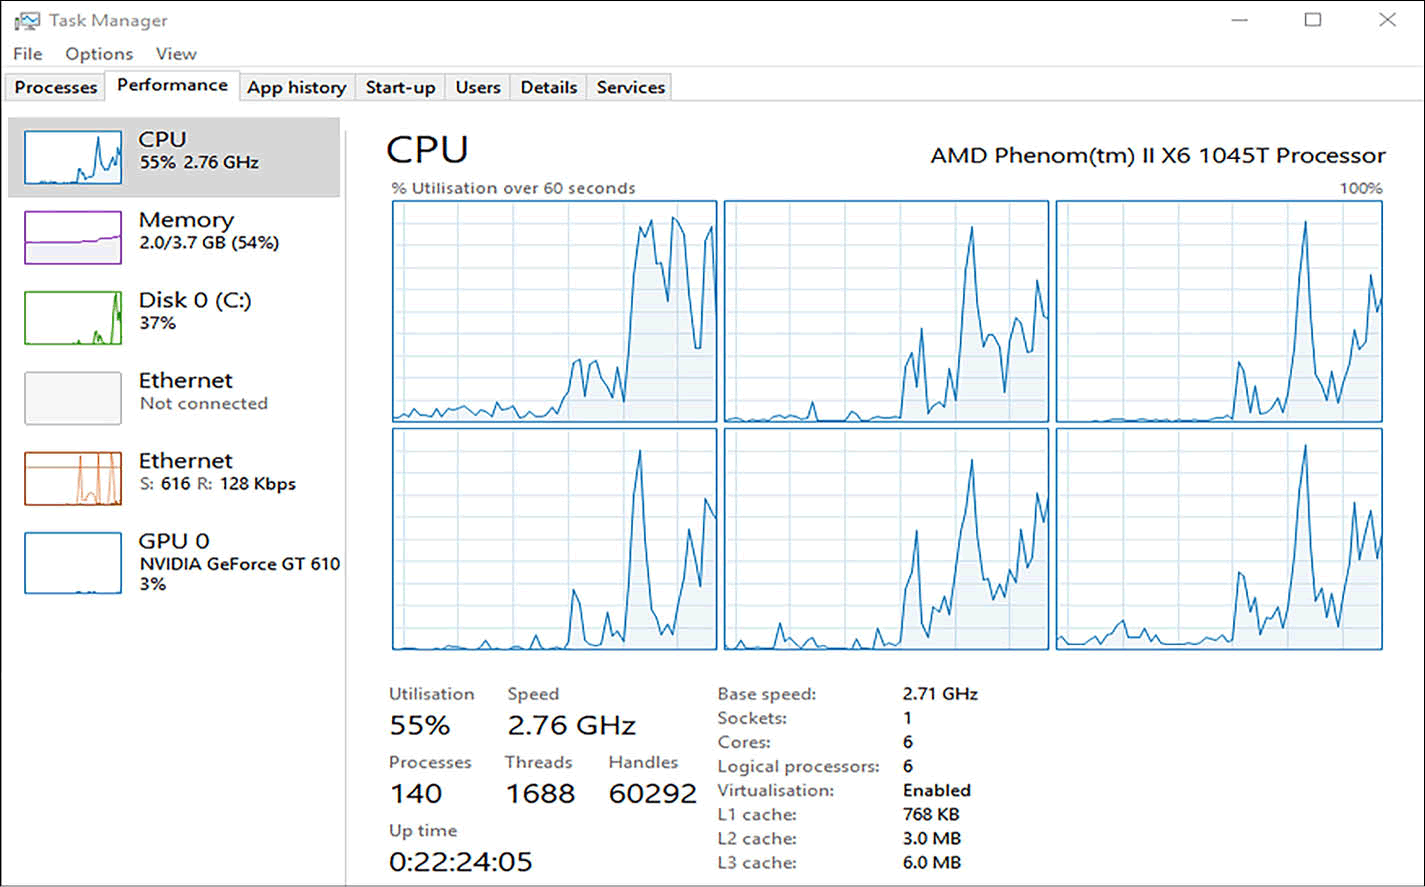 Task Manager
File Options View
Processes Performance App history Start-up Users Details Services
CPU
55% 2.76 GHz
Memory
2.0/3.7 GB (54%)
Disk 0 (C:)
37%
Ethernet
Not connected
Ethernet
S: 616 R: 128 Kbps
GPU 0
NVIDIA GeForce GT 610
3%
CPU AMD Phenom(tm) II X6 1045T Processor
% Utilisation over 60 seconds 100%
Utilisation Speed
55% 2.76 GHz
Processes Threads Handles
140 1688 60292
Up time
0:22:24:05
Base speed: 2.71 GHz
Sockets: 1
Cores: 6
Logical processors: 6
Virtualisation: Enabled
L1 cache: 768 KB
L2 cache: 3.0 MB
L3 cache: 6.0 MB